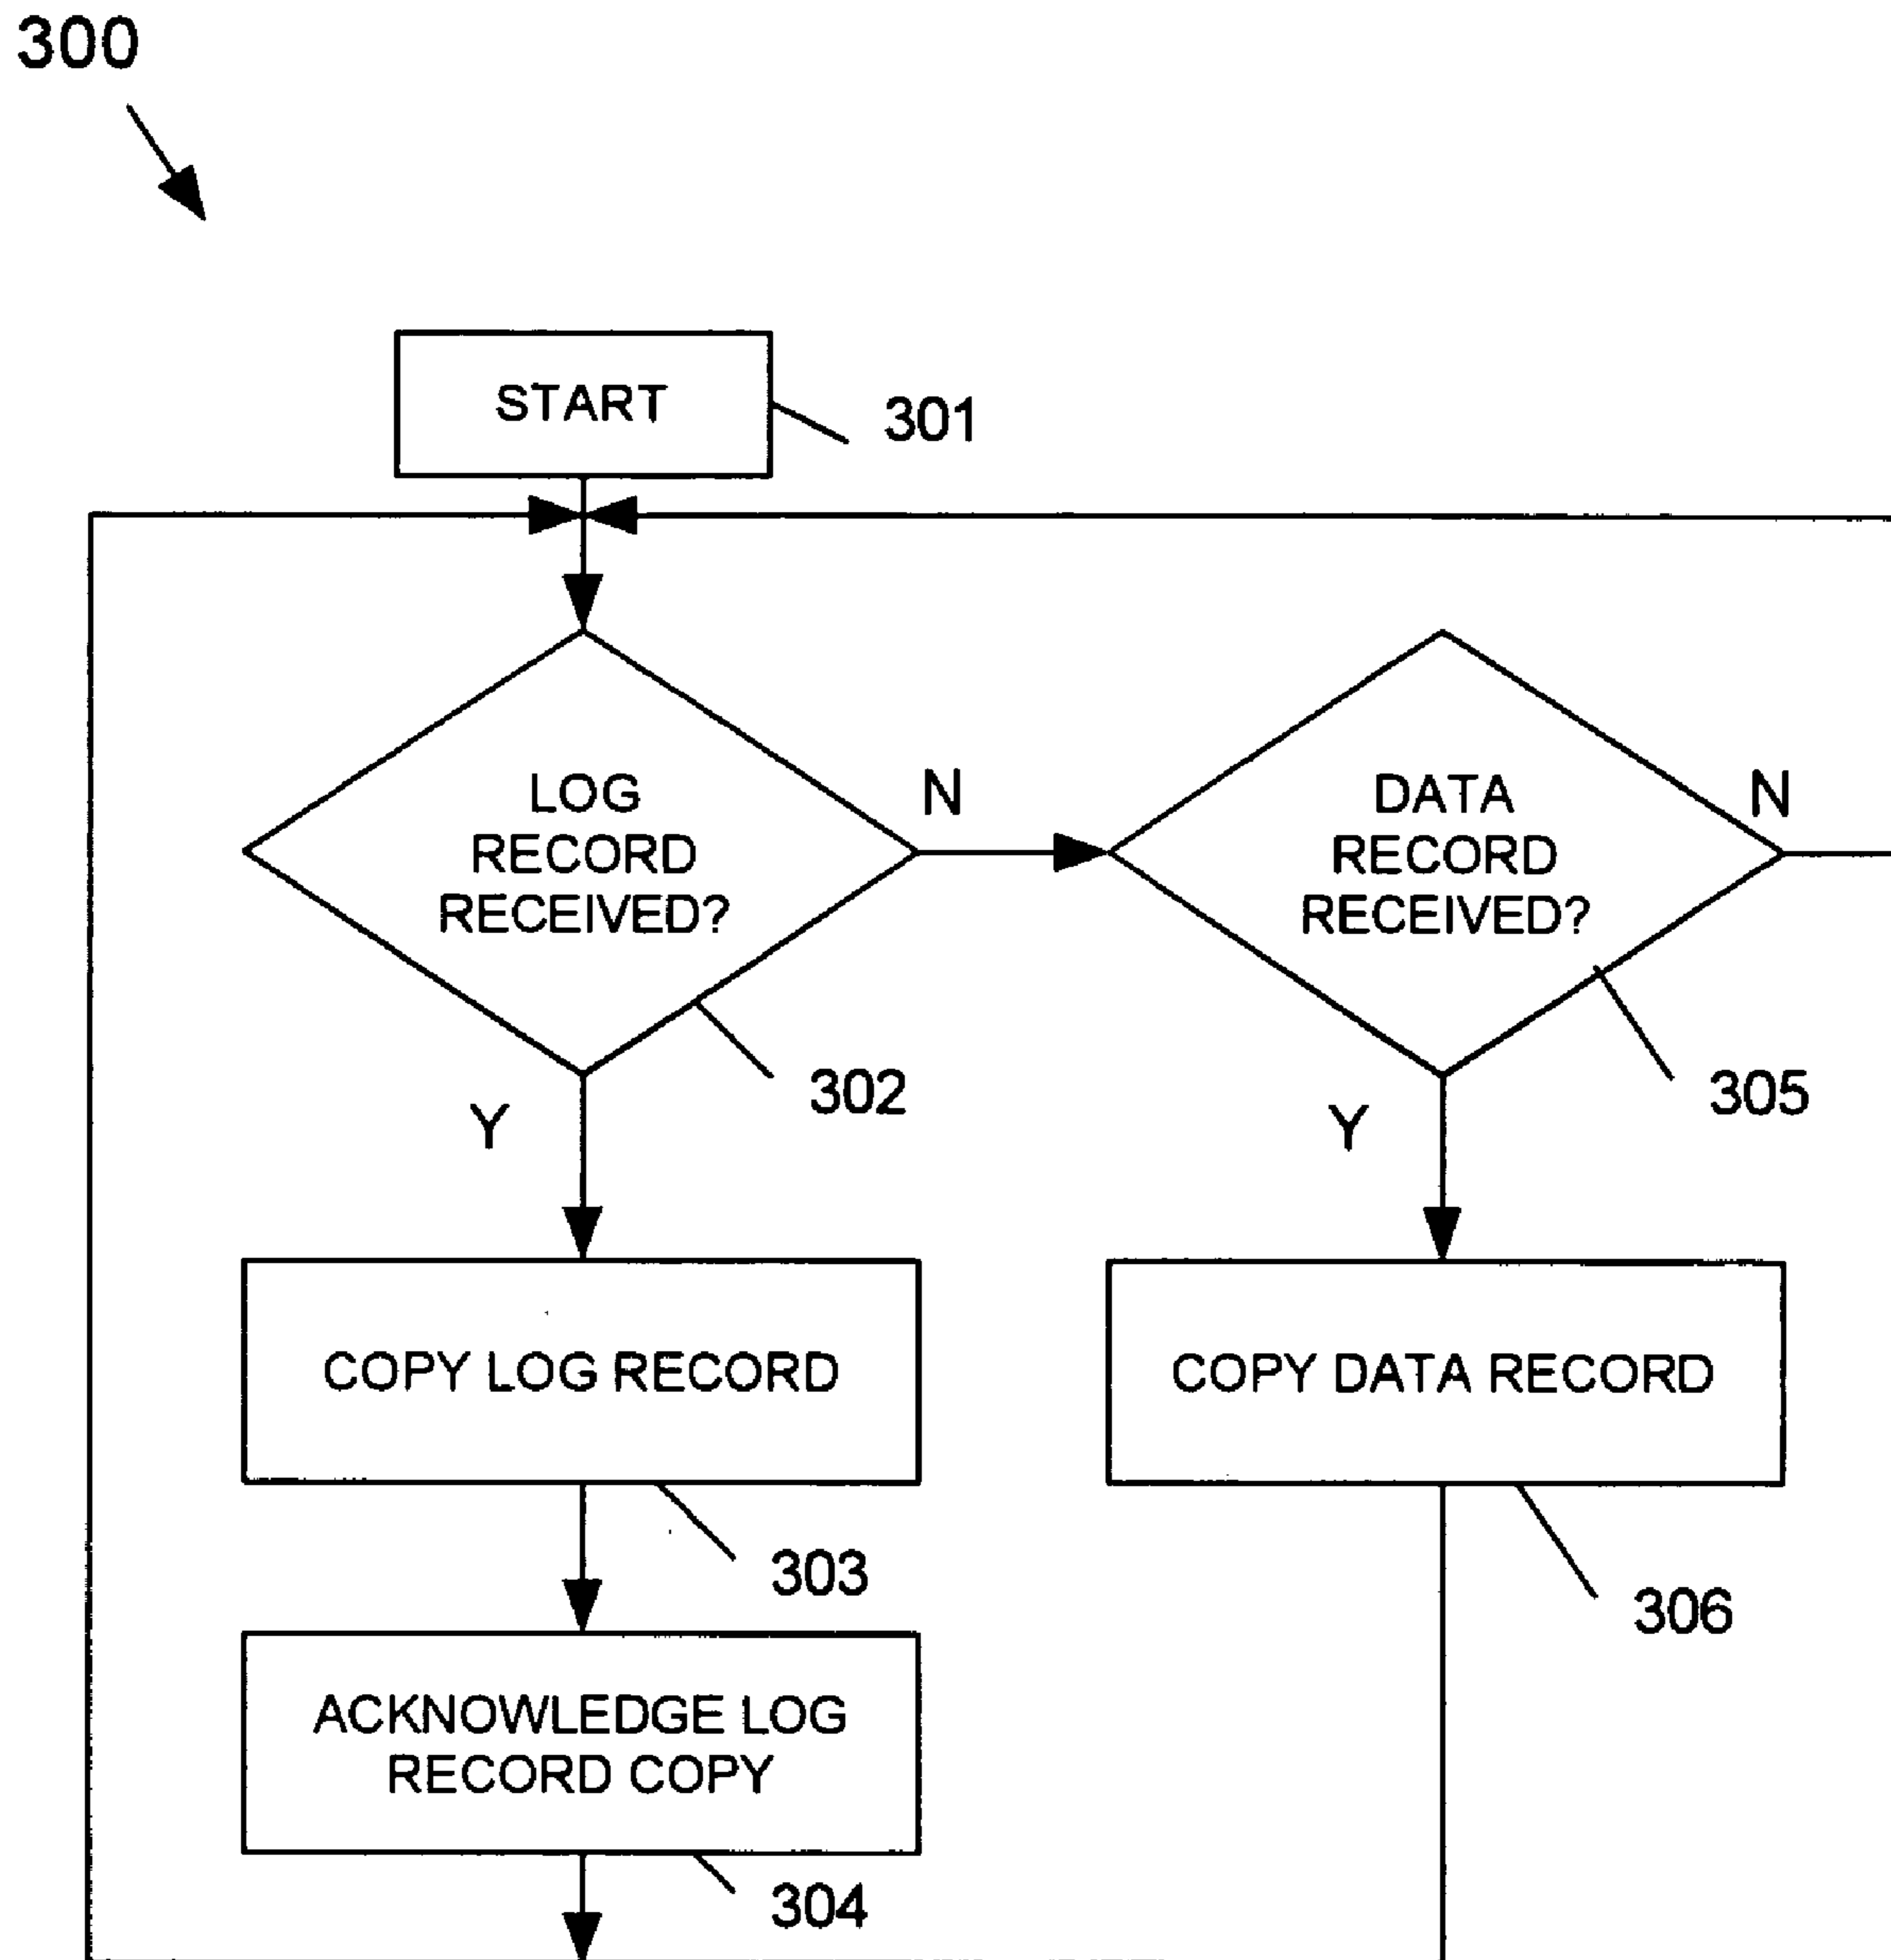 300
START
301
LOG
RECORD
RECEIVED?
N
302
Y
DATA
RECORD
RECEIVED?
N
305
Y
COPY LOG RECORD
303
COPY DATA RECORD
306
ACKNOWLEDGE LOG
RECORD COPY
304